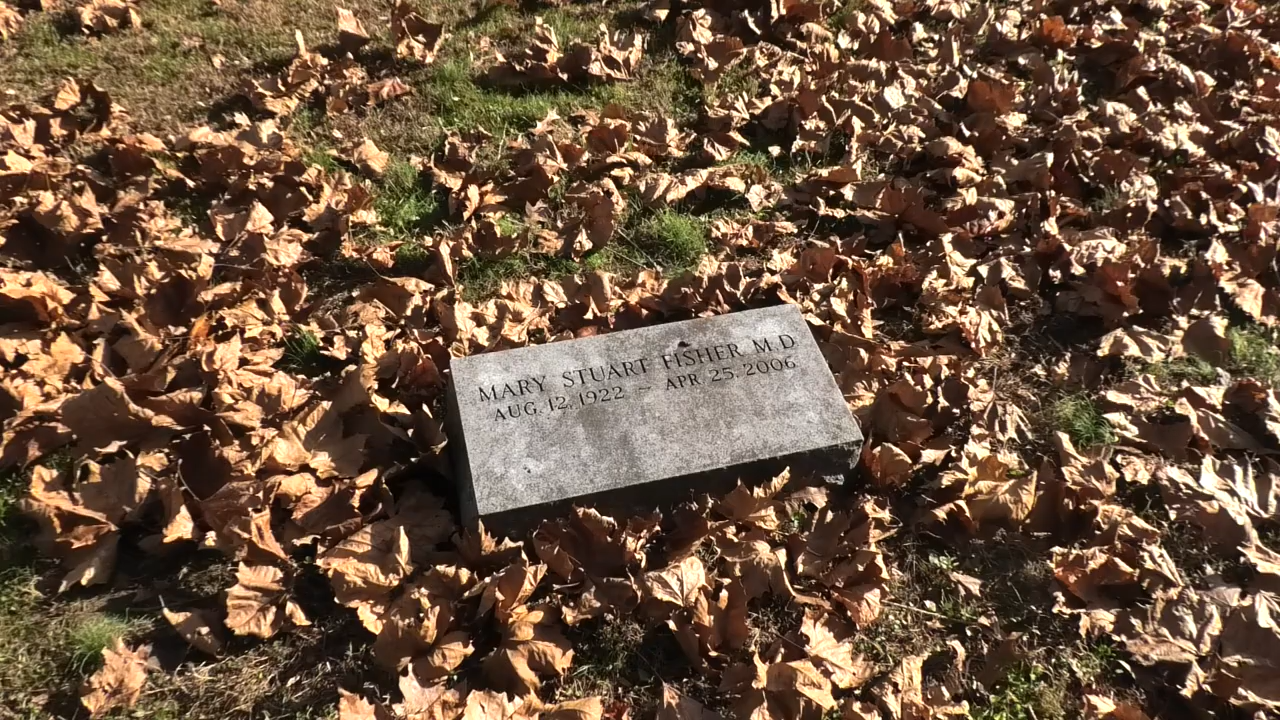 MARY STUART FISHER, M.D.
AUG. 12, 1922 – APR 25, 2006